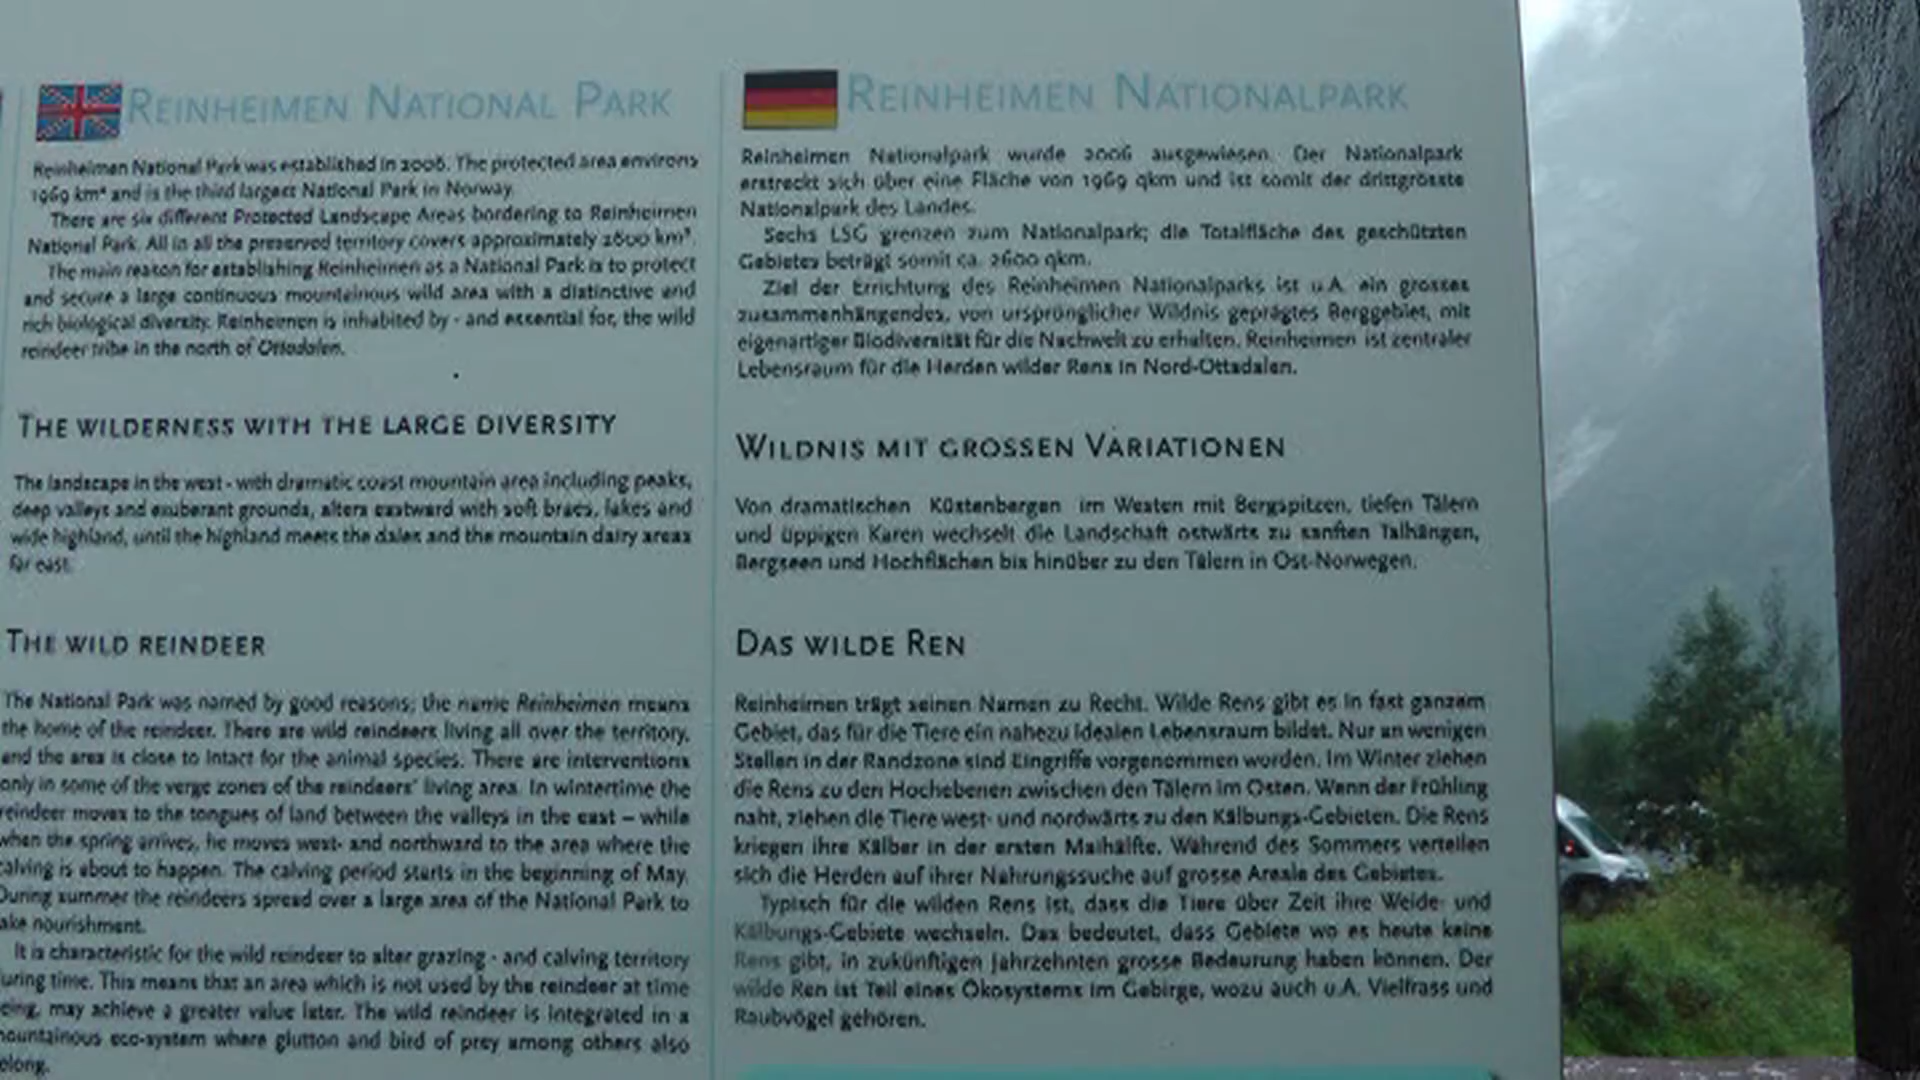 REINHEIMEN NATIONAL PARK
Reinheimen National Park was established in 2006. The protected area environs
1969 km² and is the third largest National Park in Norway.
There are six different Protected Landscape Areas bordering to Reinheimen
National Park. All in all the preserved territory covers approximately 2600 km².
The main reason for establishing Reinheimen as a National Park is to protect
and secure a large continuous mountainous wild area with a distinctive and
rich biological diversity. Reinheimen is inhabited by - and essential for, the wild
reindeer tribe in the north of Ottadalen.
THE WILDERNESS WITH THE LARGE DIVERSITY
The landscape in the west - with dramatic coast mountain area including peaks,
deep valleys and exuberant grounds, alters eastward with soft braes, lakes and
wide highland, until the highland meets the dales and the mountain dairy areas
far east.
THE WILD REINDEER
The National Park was named by good reasons; the name Reinheimen means
the home of the reindeer. There are wild reindeers living all over the territory,
and the area is close to intact for the animal species. There are interventions
only in some of the verge zones of the reindeers' living area. In wintertime the
reindeer moves to the tongues of land between the valleys in the east – while
when the spring arrives, he moves west- and northward to the area where the
calving is about to happen. The calving period starts in the beginning of May.
During summer the reindeers spread over a large area of the National Park to
ake nourishment.
It is characteristic for the wild reindeer to alter grazing - and calving territory
uring time. This means that an area which is not used by the reindeer at time
eing, may achieve a greater value later. The wild reindeer is integrated in a
mountainous eco-system where glutton and bird of prey among others also
elong.
REINHEIMEN NATIONALPARK
Reinheimen Nationalpark wurde 2006 ausgewiesen. Der Nationalpark
erstreckt sich über eine Fläche von 1969 qkm und ist somit der drittgrösste
Nationalpark des Landes.
Sechs LSG grenzen zum Nationalpark; die Totalfläche des geschützten
Gebietes beträgt somit ca. 2600 qkm.
Ziel der Errichtung des Reinheimen Nationalparks ist u.A. ein grosses
zusammenhängendes, von ursprünglicher Wildnis geprägtes Berggebiet, mit
eigenartiger Biodiversität für die Nachwelt zu erhalten. Reinheimen ist zentraler
Lebensraum für die Herden wilder Rens in Nord-Ottadalen.
WILDNIS MIT GROSSEN VARIATIONEN
Von dramatischen Küstenbergen im Westen mit Bergspitzen, tiefen Tälern
und üppigen Karen wechselt die Landschaft ostwärts zu sanften Talhängen,
Bergseen und Hochflächen bis hinüber zu den Tälern in Ost-Norwegen.
DAS WILDE REN
Reinheimen trägt seinen Namen zu Recht. Wilde Rens gibt es in fast ganzem
Gebiet, das für die Tiere ein nahezu idealen Lebensraum bildet. Nur an wenigen
Stellen in der Randzone sind Eingriffe vorgenommen worden. Im Winter ziehen
die Rens zu den Hochebenen zwischen den Tälern im Osten. Wenn der Frühling
naht, ziehen die Tiere west- und nordwärts zu den Kälbungs-Gebieten. Die Rens
kriegen ihre Kälber in der ersten Maihälfte. Während des Sommers verteilen
sich die Herden auf ihrer Nahrungssuche auf grosse Areale des Gebietes.
Typisch für die wilden Rens ist, dass die Tiere über Zeit ihre Weide- und
Kälbungs-Gebiete wechseln. Das bedeutet, dass Gebiete wo es heute keine
Rens gibt, in zukünftigen Jahrzehnten grosse Bedeurung haben können. Der
wilde Ren ist Teil eines Ökosystems im Gebirge, wozu auch u.A. Vielfrass und
Raubvögel gehören.